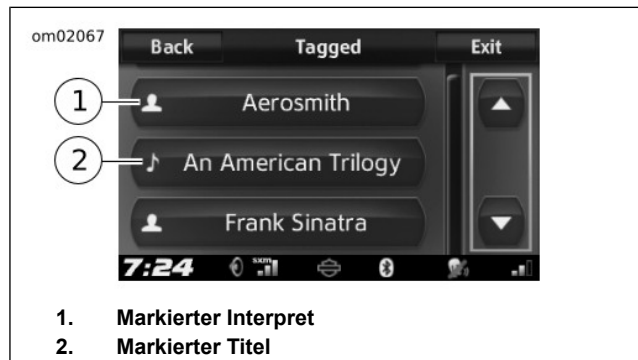 om02067
Back Tagged Exit
1 Aerosmith
2 An American Trilogy
Frank Sinatra
7:24 sxm
1. Markierter Interpret
2. Markierter Titel